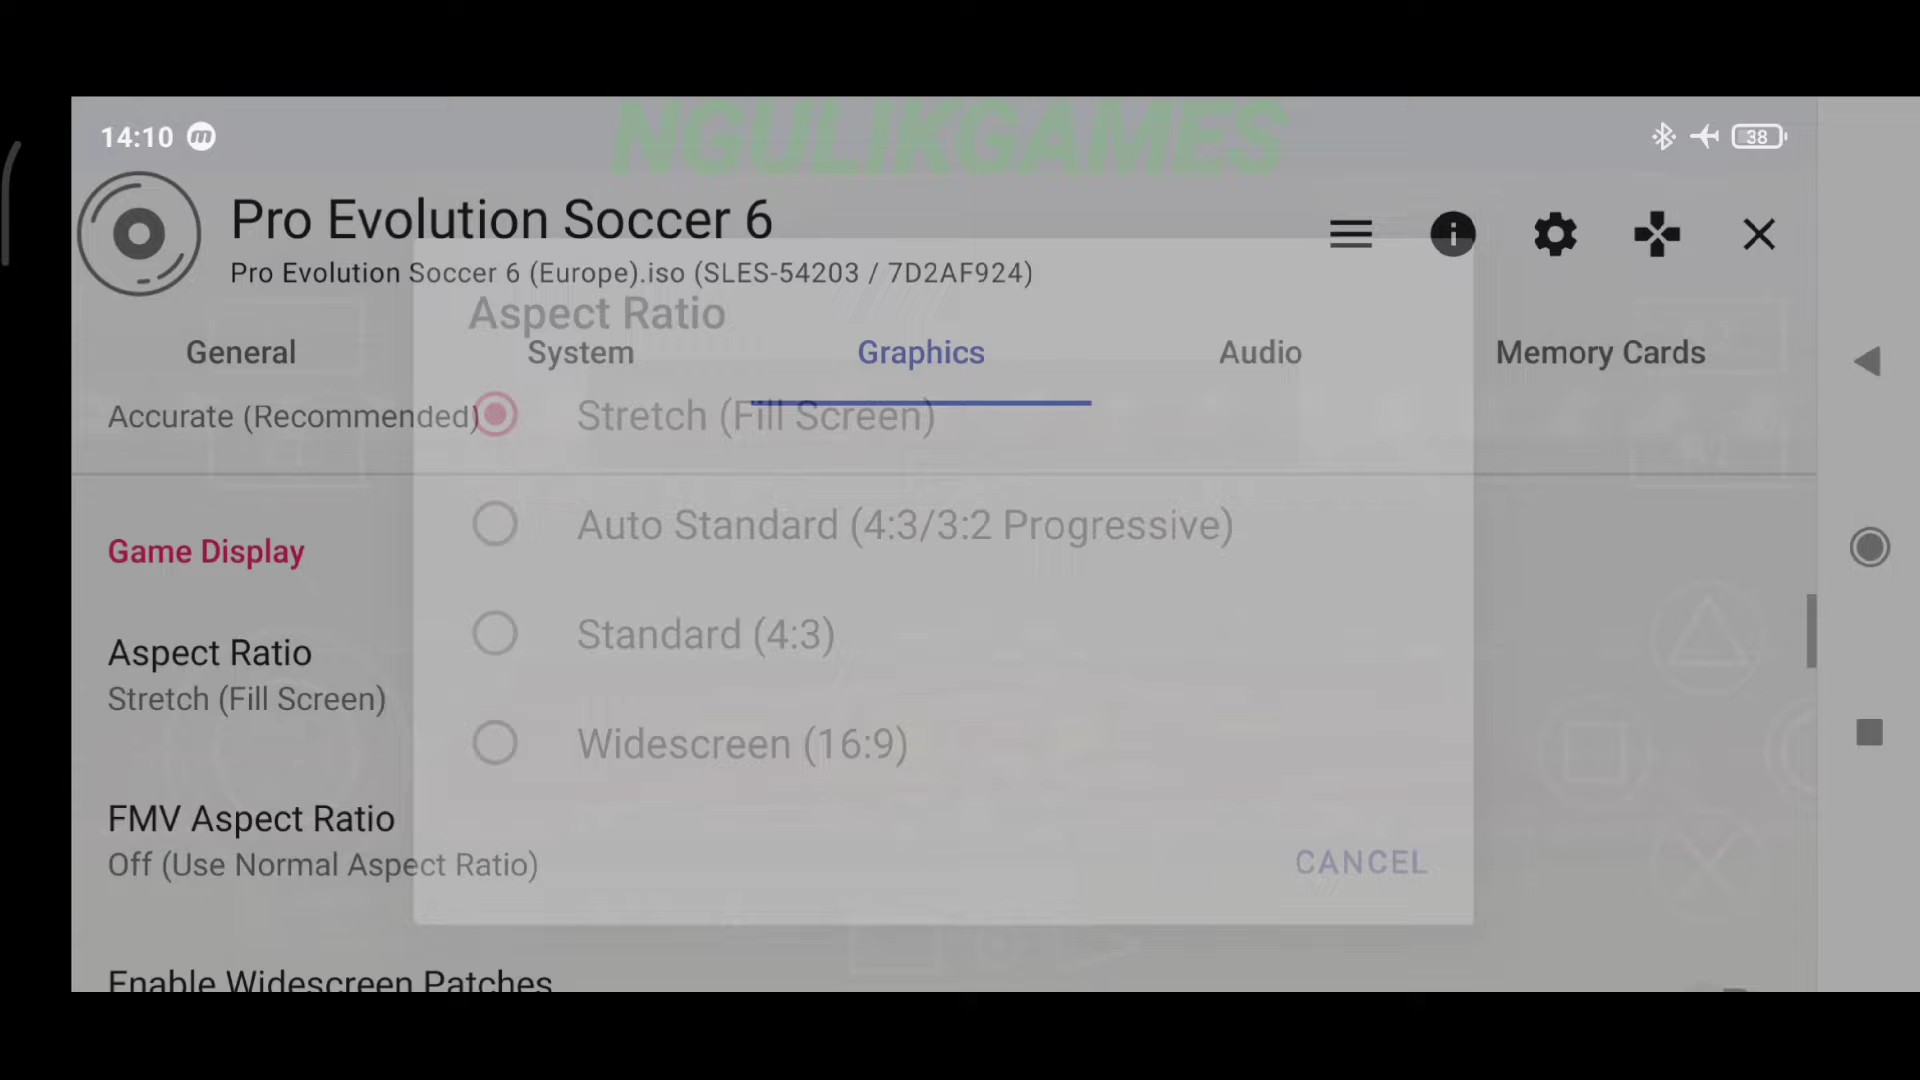 NGULIKGAMES
14:10
38
Pro Evolution Soccer 6
Pro Evolution Soccer 6 (Europe).iso (SLES-54203 / 7D2AF924)
Aspect Ratio
General
System
Graphics
Audio
Memory Cards
Accurate (Recommended)
Stretch (Fill Screen)
Auto Standard (4:3/3:2 Progressive)
Game Display
Standard (4:3)
Aspect Ratio
Stretch (Fill Screen)
Widescreen (16:9)
FMV Aspect Ratio
Off (Use Normal Aspect Ratio)
CANCEL
Enable Widescreen Patches